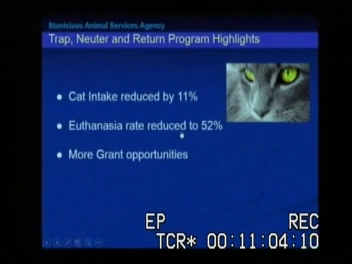 Stanislaus Animal Services Agency
Trap, Neuter and Return Program Highlights
• Cat Intake reduced by 11%
• Euthanasia rate reduced to 52%
• More Grant opportunities
EP REC
TCR* 00:11:04:10